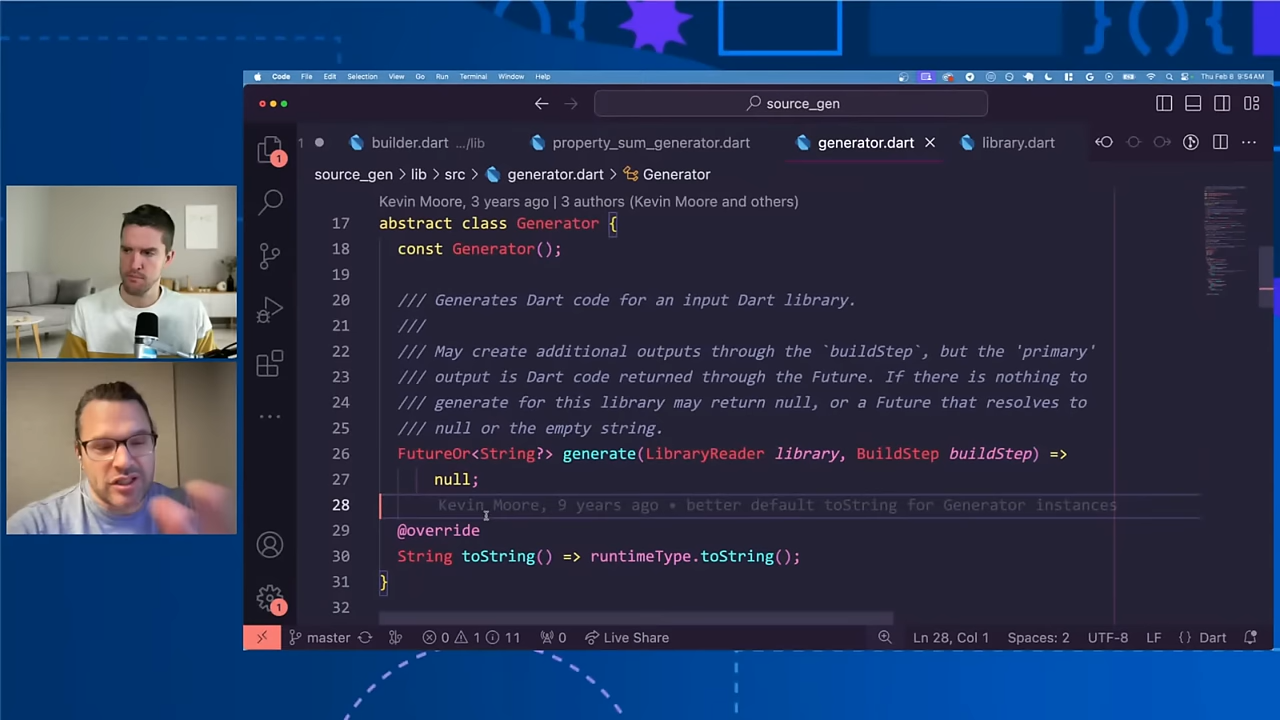 Code File Edit Selection View Go Run Terminal Window Help Thu Feb 8 9:54AM
source_gen
1 builder.dart .../lib property_sum_generator.dart generator.dart library.dart
source_gen > lib > src > generator.dart > Generator
Kevin Moore, 3 years ago | 3 authors (Kevin Moore and others)
17 abstract class Generator {
18 const Generator();
19
20 /// Generates Dart code for an input Dart library.
21 ///
22 /// May create additional outputs through the `buildStep`, but the 'primary'
23 /// output is Dart code returned through the Future. If there is nothing to
24 /// generate for this library may return null, or a Future that resolves to
25 /// null or the empty string.
26 FutureOr<String?> generate(LibraryReader library, BuildStep buildStep) =>
27 null;
28 Kevin Moore, 9 years ago • better default toString for Generator instances
29 @override
30 String toString() => runtimeType.toString();
31 }
32
1
1
master 0 1 11 0 Live Share Ln 28, Col 1 Spaces: 2 UTF-8 LF {} Dart